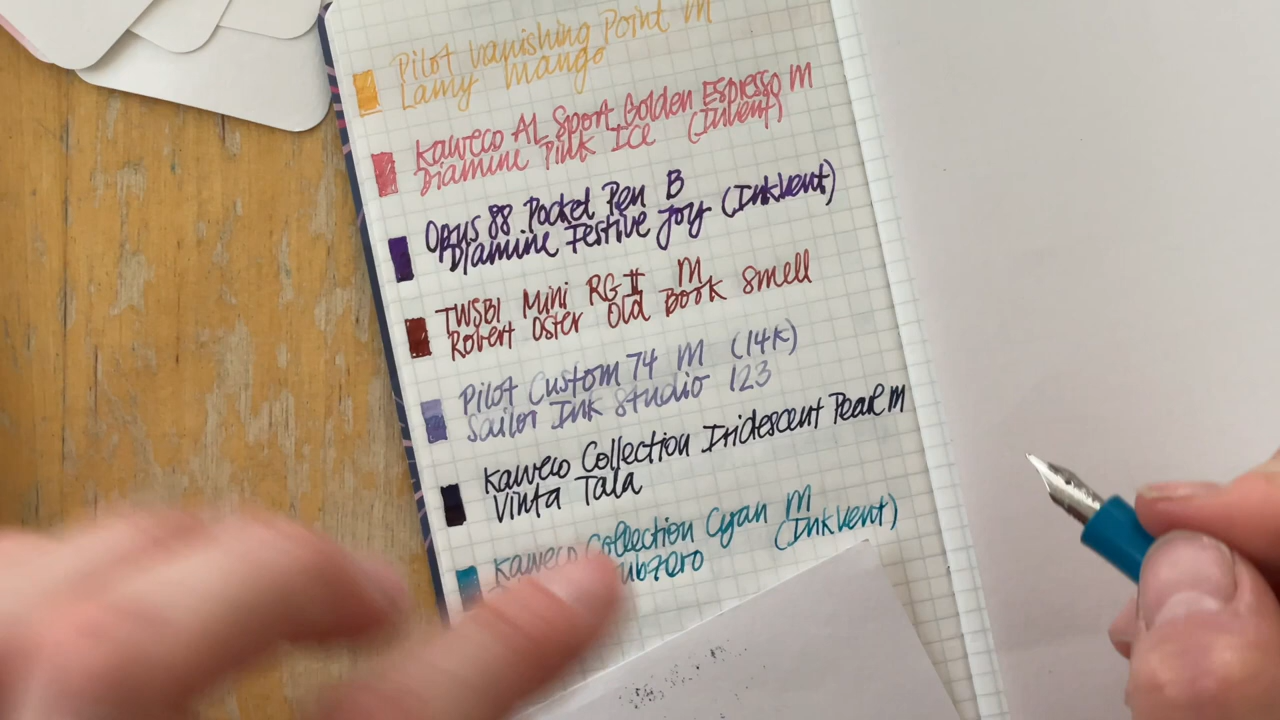 Pilot Vanishing Point M
Lamy Mango
Kaweco AL Sport Golden Espresso M
Diamine Pink Ice (Invent)
Opus 88 Pocket Pen B
Diamine Festive Joy (Inkvent)
TWSBI Mini RG II M
Robert Oster Old Book Smell
Pilot Custom 74 M (14K)
Sailor Ink Studio 123
Kaweco Collection Iridescent Pearl M
Vinta Tala
Kaweco Collection Cyan M
(Inkvent)